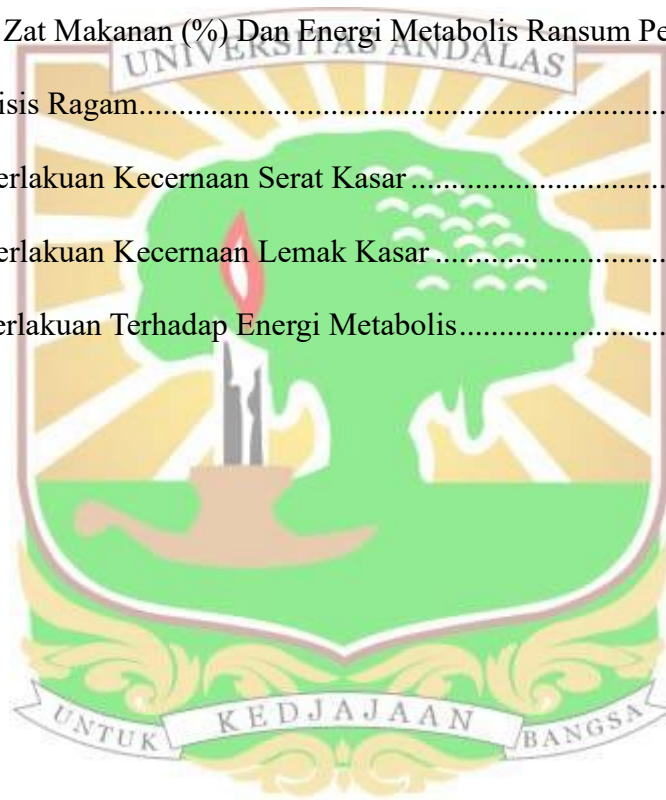 Zat Makanan (%) Dan Energi Metabolis Ransum Pe
UNIVERSITAS ANDALAS
isis Ragam
erlakuan Kecernaan Serat Kasar
erlakuan Kecernaan Lemak Kasar
erlakuan Terhadap Energi Metabolis
UNTUK KEDJAJAAN BANGSA